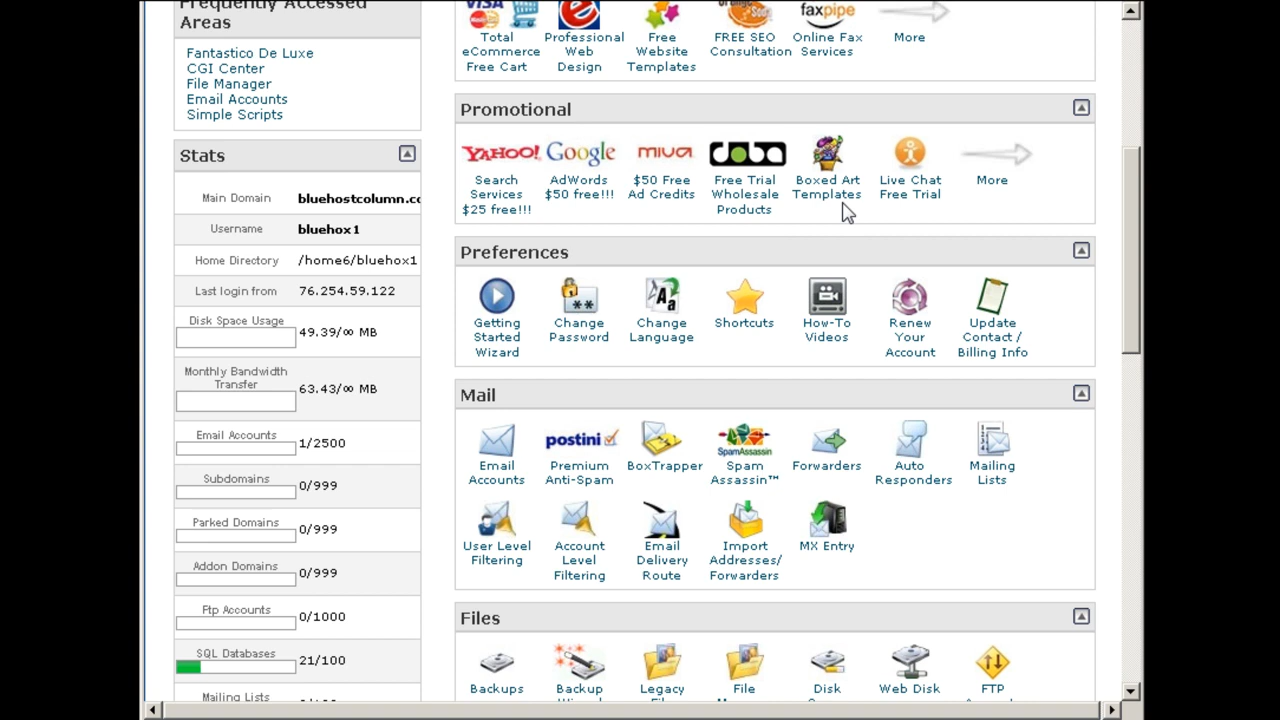 Frequently Accessed
Areas
Fantastico De Luxe
CGI Center
File Manager
Email Accounts
Simple Scripts
Stats
Main Domain bluehostcolumn.co
Username bluehox1
Home Directory /home6/bluehox1
Last login from 76.254.59.122
Disk Space Usage 49.39/∞ MB
Monthly Bandwidth
Transfer 63.43/∞ MB
Email Accounts 1/2500
Subdomains 0/999
Parked Domains 0/999
Addon Domains 0/999
Ftp Accounts 0/1000
SQL Databases 21/100
Mailing Lists
VISA
faxpipe
Total
eCommerce
Free Cart
Professional
Web
Design
Free
Website
Templates
FREE SEO
Consultation
Online Fax
Services
More
Promotional
YAHOO! Google miva doba
Search
Services
$25 free!!!
AdWords
$50 free!!!
$50 Free
Ad Credits
Free Trial
Wholesale
Products
Boxed Art
Templates
Live Chat
Free Trial
More
Preferences
Getting
Started
Wizard
Change
Password
Change
Language
Shortcuts
How-To
Videos
Renew
Your
Account
Update
Contact /
Billing Info
Mail
Email
Accounts
postini
Premium
Anti-Spam
BoxTrapper
SpamAssassin
Spam
Assassin™
Forwarders
Auto
Responders
Mailing
Lists
User Level
Filtering
Account
Level
Filtering
Email
Delivery
Route
Import
Addresses/
Forwarders
MX Entry
Files
Backups
Backup
Legacy
File
Disk
Web Disk
FTP